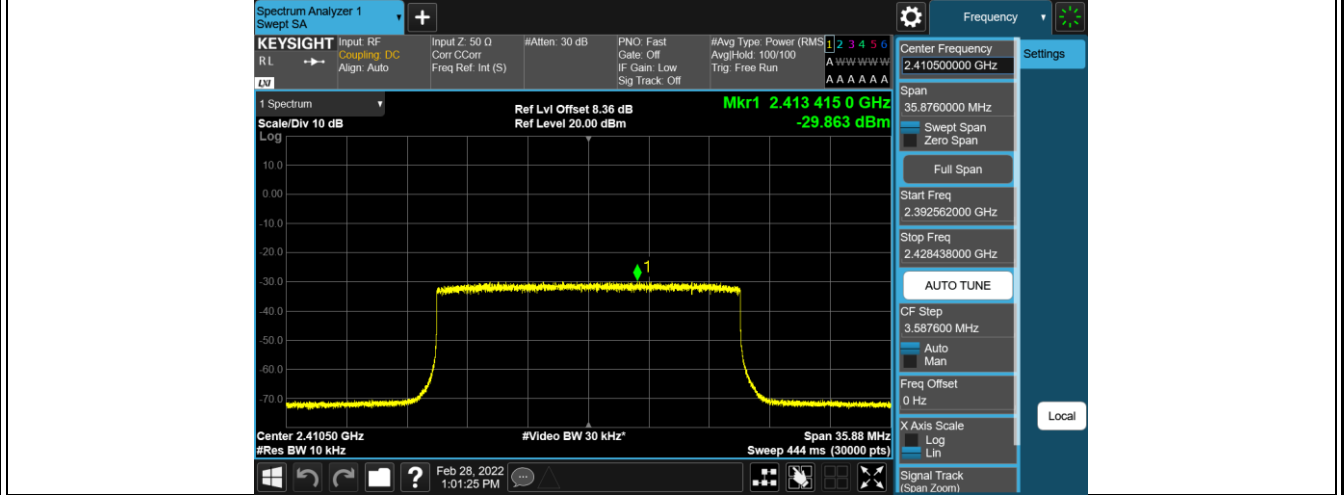 Spectrum Analyzer 1
Swept SA
Frequency
KEYSIGHT
RL
LXI
Input: RF
Coupling: DC
Align: Auto
Input Z: 50 Ω
Corr CCorr
Freq Ref: Int (S)
#Atten: 30 dB
PNO: Fast
Gate: Off
IF Gain: Low
Sig Track: Off
#Avg Type: Power (RMS
Avg|Hold: 100/100
Trig: Free Run
1 2 3 4 5 6
A W W W W W
A A A A A A
Center Frequency
2.410500000 GHz
Settings
Span
35.8760000 MHz
Swept Span
Zero Span
Full Span
Start Freq
2.392562000 GHz
Stop Freq
2.428438000 GHz
AUTO TUNE
CF Step
3.587600 MHz
Auto
Man
Freq Offset
0 Hz
X Axis Scale
Log
Lin
Signal Track
(Span Zoom)
Local
1 Spectrum
Scale/Div 10 dB
Log
Ref Lvl Offset 8.36 dB
Ref Level 20.00 dBm
Mkr1 2.413 415 0 GHz
-29.863 dBm
10.0
0.00
-10.0
-20.0
-30.0
-40.0
-50.0
-60.0
-70.0
1
Center 2.41050 GHz
#Res BW 10 kHz
#Video BW 30 kHz*
Span 35.88 MHz
Sweep 444 ms (30000 pts)
?
Feb 28, 2022
1:01:25 PM